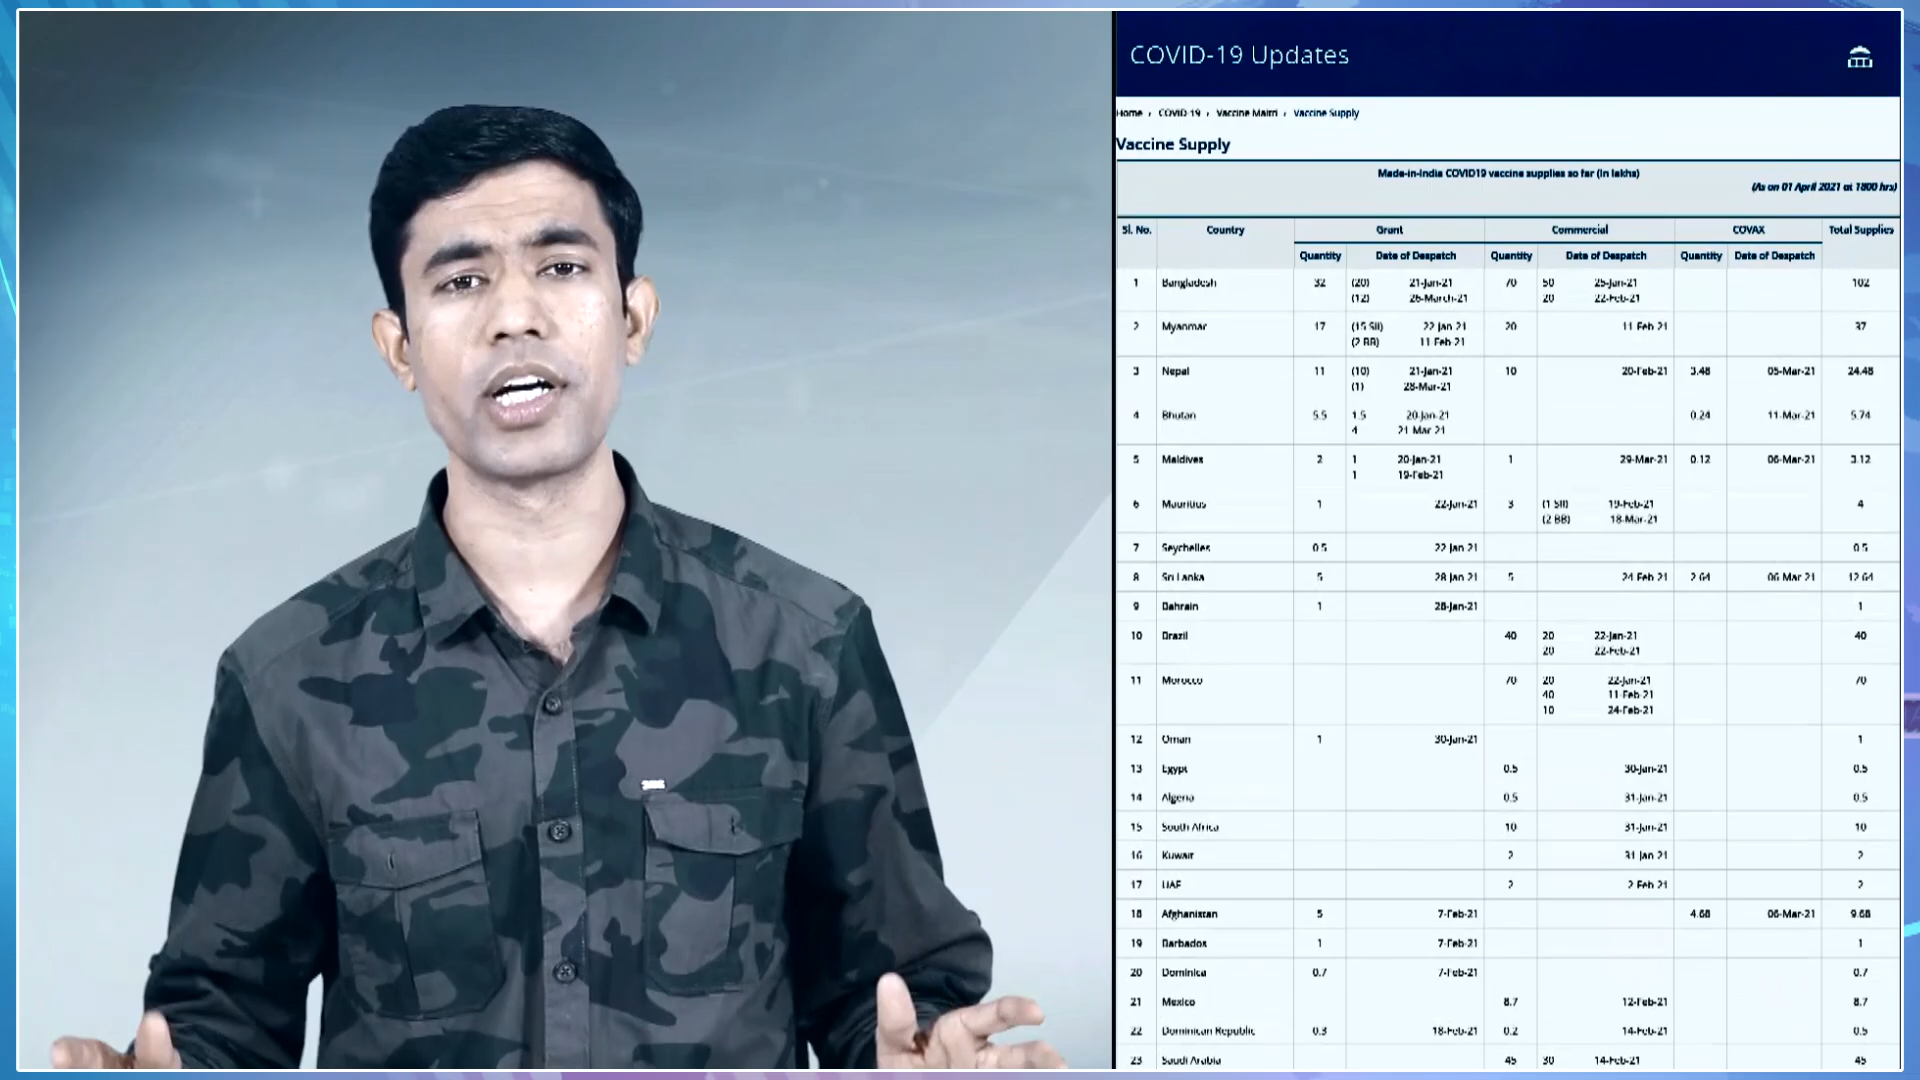 COVID-19 Updates
Home › COVID-19 › Vaccine Maitri › Vaccine Supply
Vaccine Supply
Made-in-India COVID19 vaccine supplies so far (In lakhs)
(As on 01 April 2021 at 1800 hrs)
Sl. No. Country Grant Commercial COVAX Total Supplies
Quantity Date of Despatch Quantity Date of Despatch Quantity Date of Despatch
1 Bangladesh 32 (20) 21-Jan-21 70 50 25-Jan-21 102
(12) 26-March-21 20 22-Feb-21
2 Myanmar 17 (15 SII) 22-Jan-21 20 11-Feb-21 37
(2 BB) 11-Feb-21
3 Nepal 11 (10) 21-Jan-21 10 20-Feb-21 3.48 05-Mar-21 24.48
(1) 28-Mar-21
4 Bhutan 5.5 1.5 20-Jan-21 0.24 11-Mar-21 5.74
4 21-Mar-21
5 Maldives 2 1 20-Jan-21 1 29-Mar-21 0.12 06-Mar-21 3.12
1 19-Feb-21
6 Mauritius 1 22-Jan-21 3 (1 SII) 19-Feb-21 4
(2 BB) 18-Mar-21
7 Seychelles 0.5 22-Jan-21 0.5
8 Sri Lanka 5 28-Jan-21 5 24-Feb-21 2.64 06-Mar-21 12.64
9 Bahrain 1 28-Jan-21 1
10 Brazil 40 20 22-Jan-21 40
20 22-Feb-21
11 Morocco 70 20 22-Jan-21 70
40 11-Feb-21
10 24-Feb-21
12 Oman 1 30-Jan-21 1
13 Egypt 0.5 30-Jan-21 0.5
14 Algeria 0.5 31-Jan-21 0.5
15 South Africa 10 31-Jan-21 10
16 Kuwait 2 31-Jan-21 2
17 UAE 2 2-Feb-21 2
18 Afghanistan 5 7-Feb-21 4.68 06-Mar-21 9.68
19 Barbados 1 7-Feb-21 1
20 Dominica 0.7 7-Feb-21 0.7
21 Mexico 8.7 12-Feb-21 8.7
22 Dominican Republic 0.3 18-Feb-21 0.2 14-Feb-21 0.5
23 Saudi Arabia 45 30 14-Feb-21 45